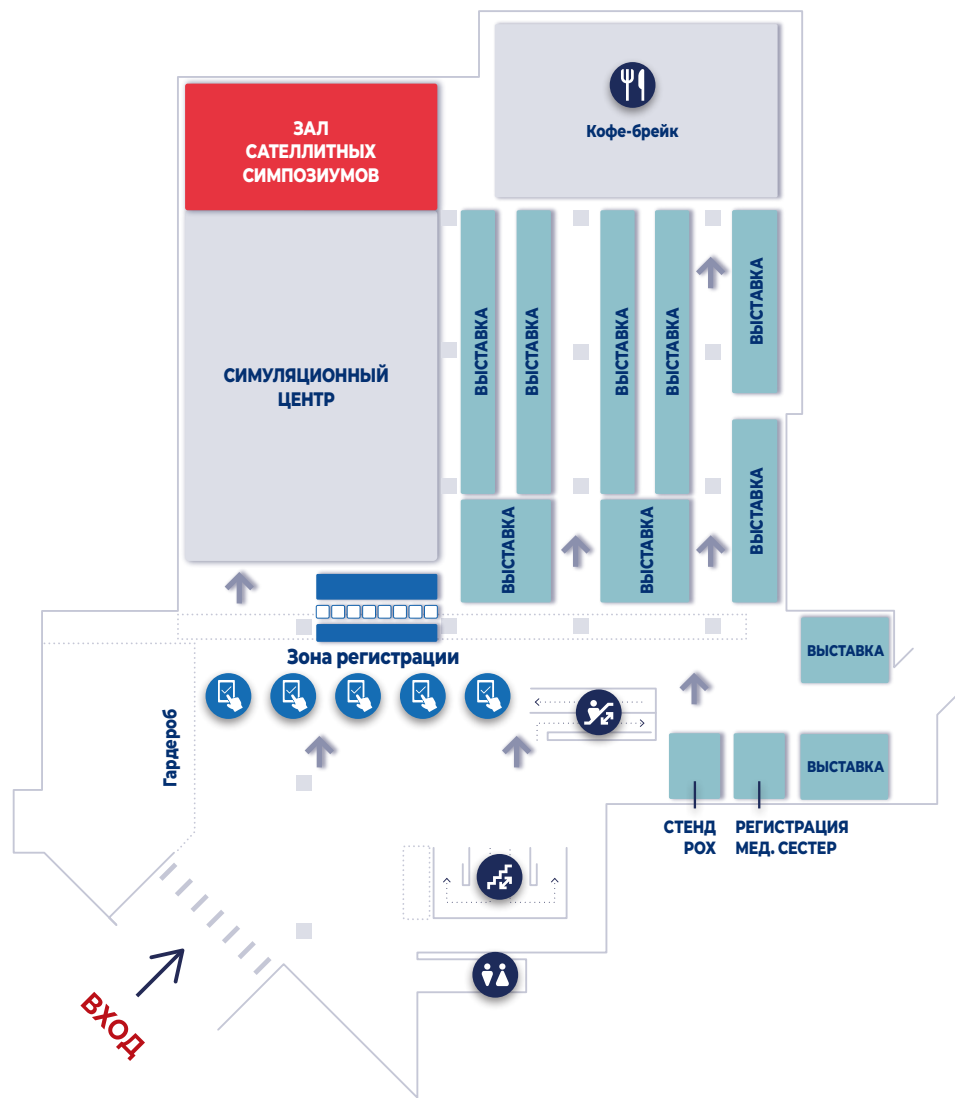 ЗАЛ
САТЕЛЛИТНЫХ
СИМПОЗИУМОВ
Кофе-брейк
СИМУЛЯЦИОННЫЙ
ЦЕНТР
ВЫСТАВКА
ВЫСТАВКА
ВЫСТАВКА
ВЫСТАВКА
ВЫСТАВКА
ВЫСТАВКА
ВЫСТАВКА
ВЫСТАВКА
Зона регистрации
ВЫСТАВКА
Гардероб
ВЫСТАВКА
СТЕНД
РОХ
РЕГИСТРАЦИЯ
МЕД. СЕСТЕР
ВХОД